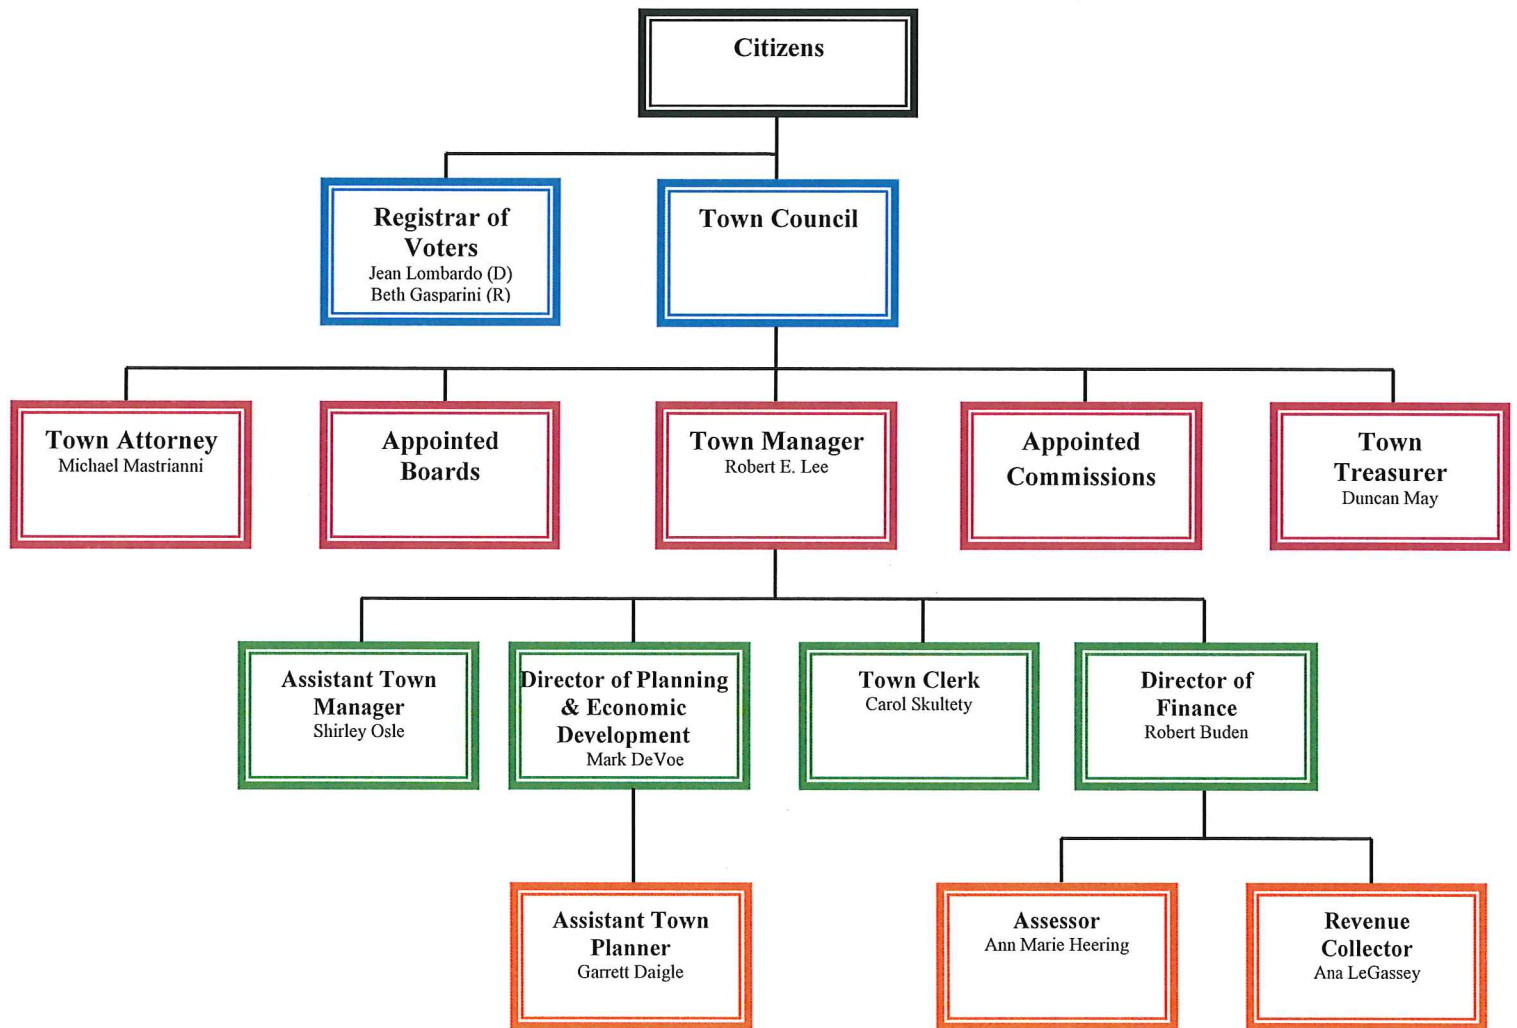 Citizens
Registrar of
Voters
Jean Lombardo (D)
Beth Gasparini (R)
Town Council
Town Attorney
Michael Mastrianni
Appointed
Boards
Town Manager
Robert E. Lee
Appointed
Commissions
Town
Treasurer
Duncan May
Assistant Town
Manager
Shirley Osle
Director of Planning
& Economic
Development
Mark DeVoe
Town Clerk
Carol Skultety
Director of
Finance
Robert Buden
Assistant Town
Planner
Garrett Daigle
Assessor
Ann Marie Heering
Revenue
Collector
Ana LeGassey